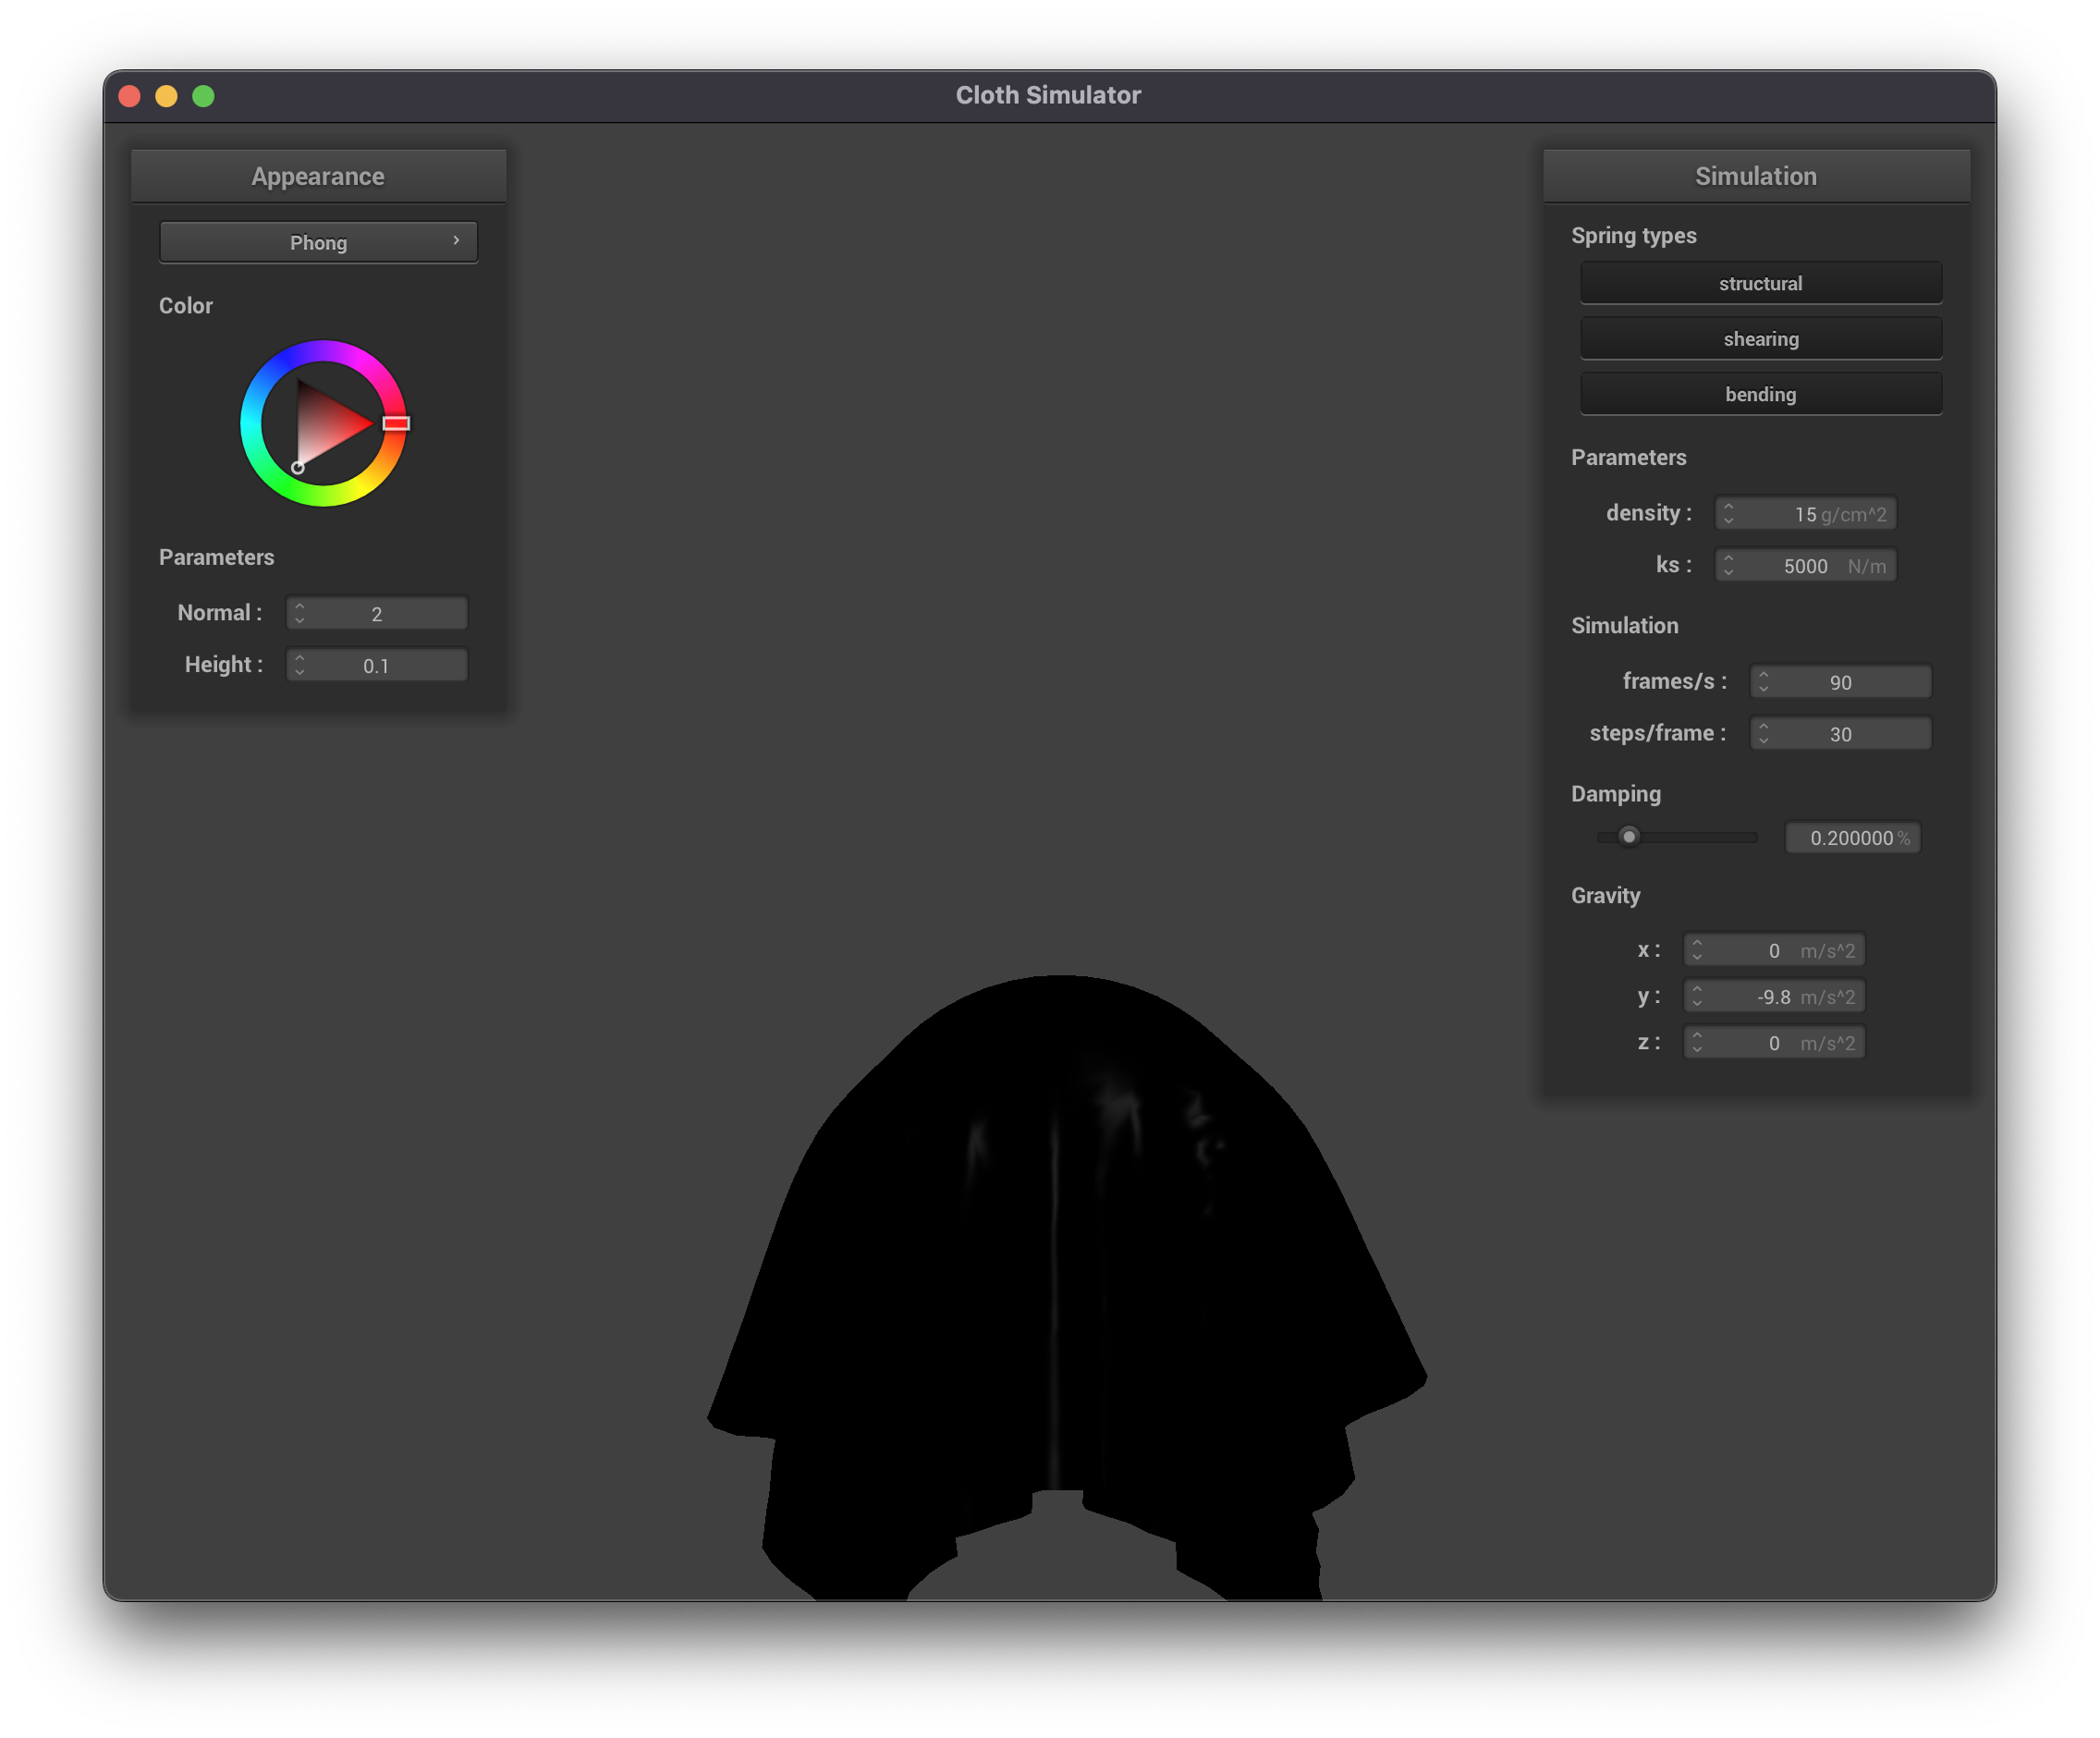 Cloth Simulator
Appearance
Phong
Color
Parameters
Normal : 2
Height : 0.1
Simulation
Spring types
structural
shearing
bending
Parameters
density : 15 g/cm^2
ks : 5000 N/m
Simulation
frames/s : 90
steps/frame : 30
Damping
0.200000 %
Gravity
x : 0 m/s^2
y : -9.8 m/s^2
z : 0 m/s^2